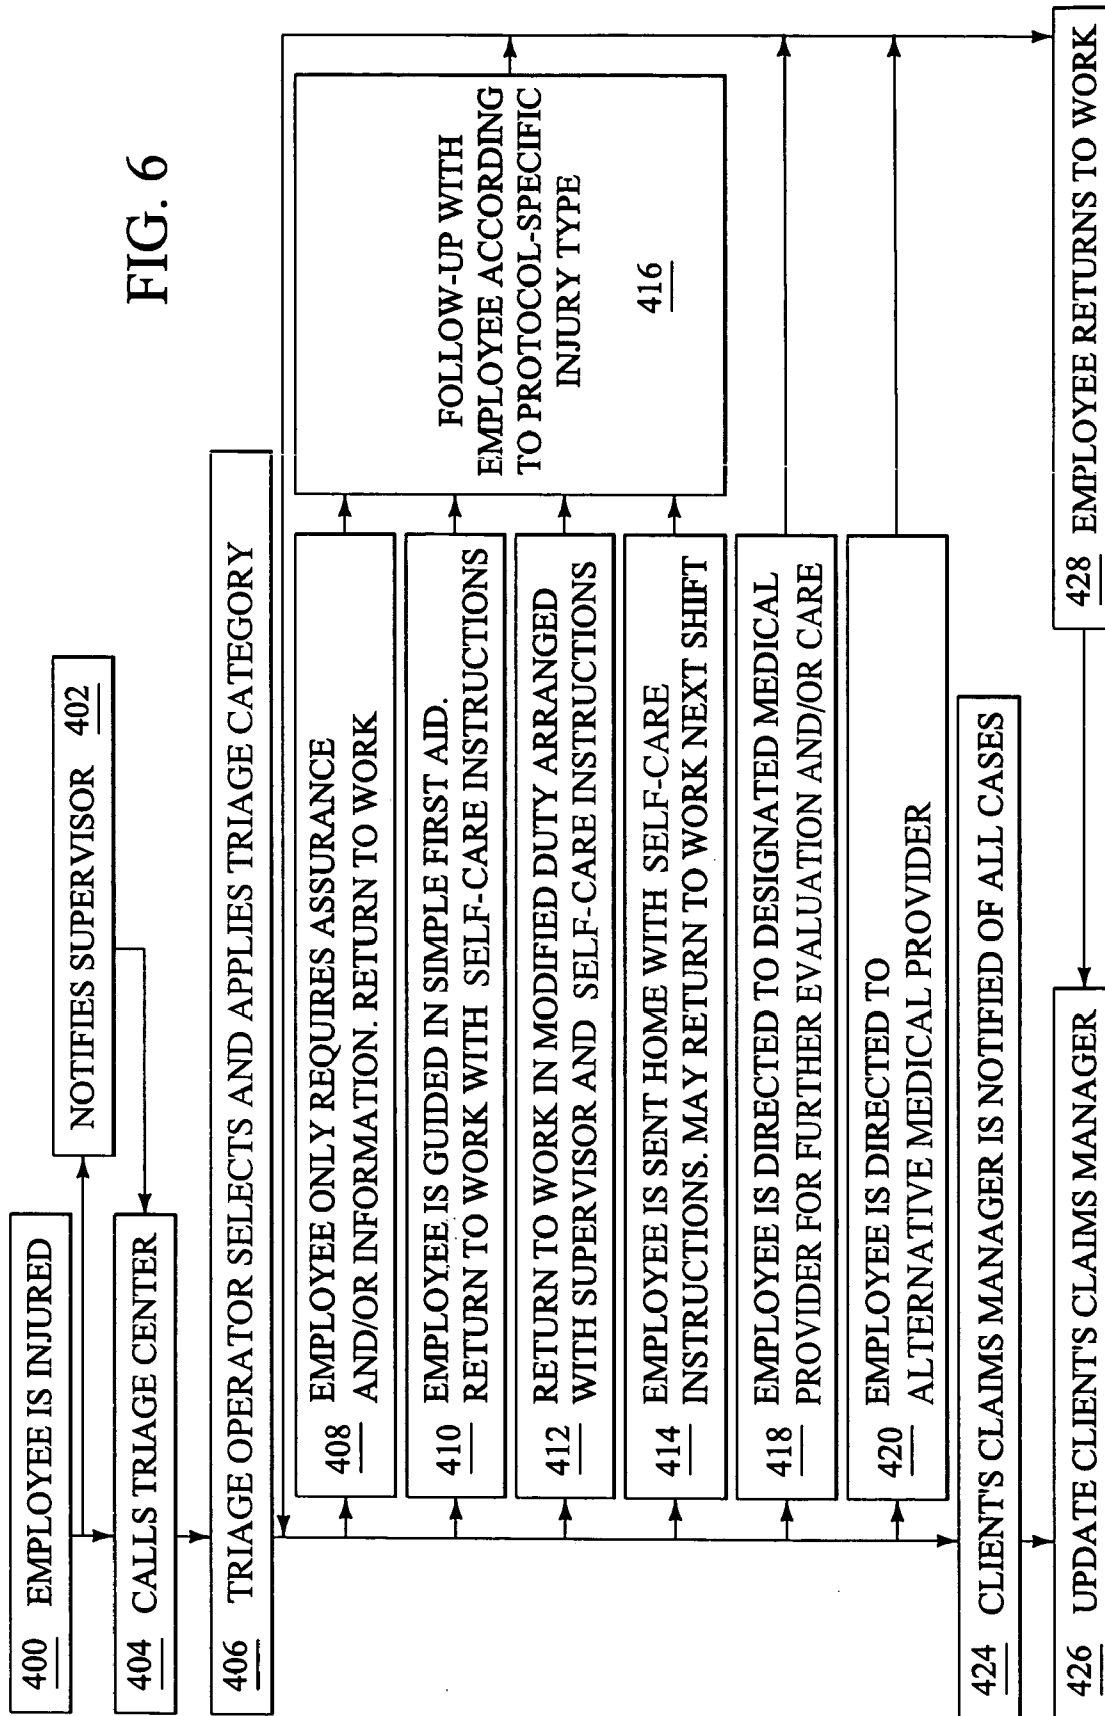 FIG. 6
400 EMPLOYEE IS INJURED
NOTIFIES SUPERVISOR 402
404 CALLS TRIAGE CENTER
406 TRIAGE OPERATOR SELECTS AND APPLIES TRIAGE CATEGORY
EMPLOYEE ONLY REQUIRES ASSURANCE
408 AND/OR INFORMATION. RETURN TO WORK
EMPLOYEE IS GUIDED IN SIMPLE FIRST AID.
410 RETURN TO WORK WITH SELF-CARE INSTRUCTIONS
RETURN TO WORK IN MODIFIED DUTY ARRANGED
412 WITH SUPERVISOR AND SELF-CARE INSTRUCTIONS
EMPLOYEE IS SENT HOME WITH SELF-CARE
414 INSTRUCTIONS. MAY RETURN TO WORK NEXT SHIFT
FOLLOW-UP WITH
EMPLOYEE ACCORDING
TO PROTOCOL-SPECIFIC
INJURY TYPE
416
EMPLOYEE IS DIRECTED TO DESIGNATED MEDICAL
418 PROVIDER FOR FURTHER EVALUATION AND/OR CARE
EMPLOYEE IS DIRECTED TO
420 ALTERNATIVE MEDICAL PROVIDER
424 CLIENT'S CLAIMS MANAGER IS NOTIFIED OF ALL CASES
426 UPDATE CLIENT'S CLAIMS MANAGER
428 EMPLOYEE RETURNS TO WORK